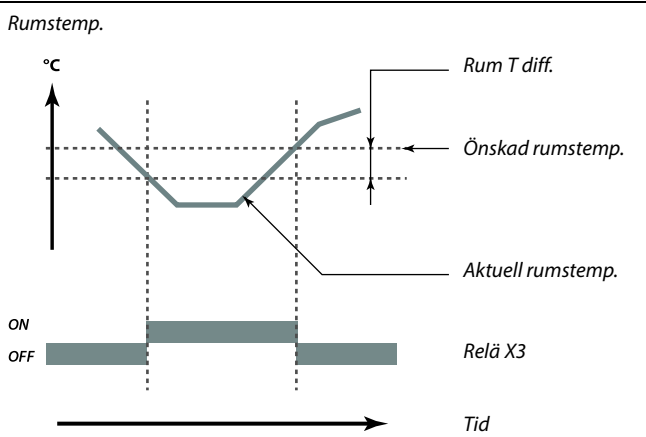 Rumstemp.
°C
Rum T diff.
Önskad rumstemp.
Aktuell rumstemp.
ON
OFF
Relä X3
Tid